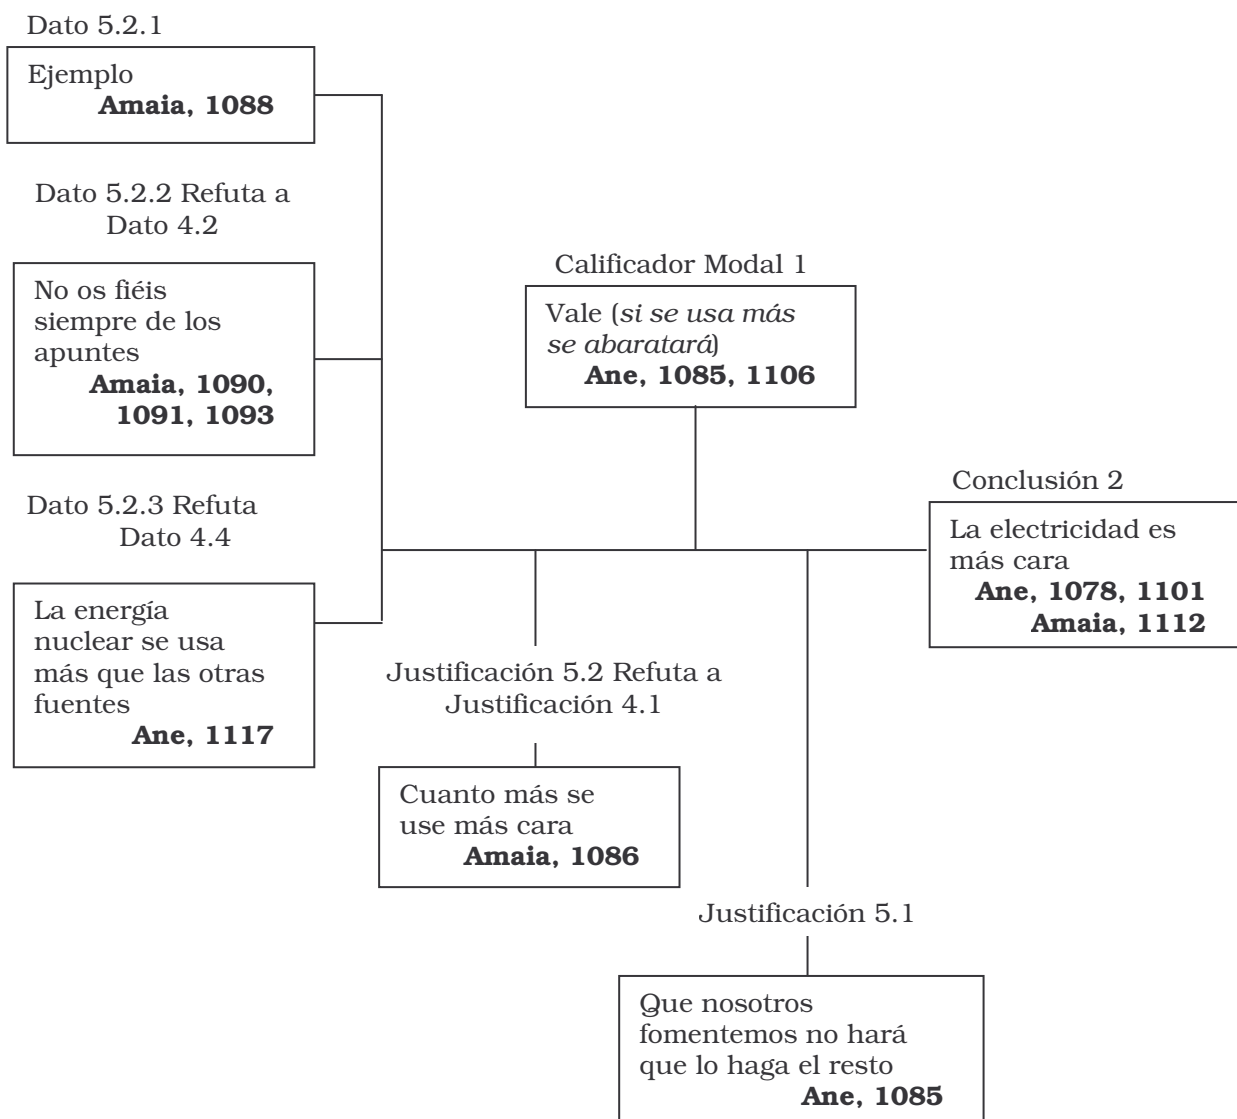 Dato 5.2.1
Ejemplo
Amaia, 1088
Dato 5.2.2 Refuta a
Dato 4.2
No os fiéis
siempre de los
apuntes
Amaia, 1090,
1091, 1093
Dato 5.2.3 Refuta
Dato 4.4
La energía
nuclear se usa
más que las otras
fuentes
Ane, 1117
Calificador Modal 1
Vale (si se usa más
se abaratará)
Ane, 1085, 1106
Conclusión 2
La electricidad es
más cara
Ane, 1078, 1101
Amaia, 1112
Justificación 5.2 Refuta a
Justificación 4.1
Cuanto más se
use más cara
Amaia, 1086
Justificación 5.1
Que nosotros
fomentemos no hará
que lo haga el resto
Ane, 1085